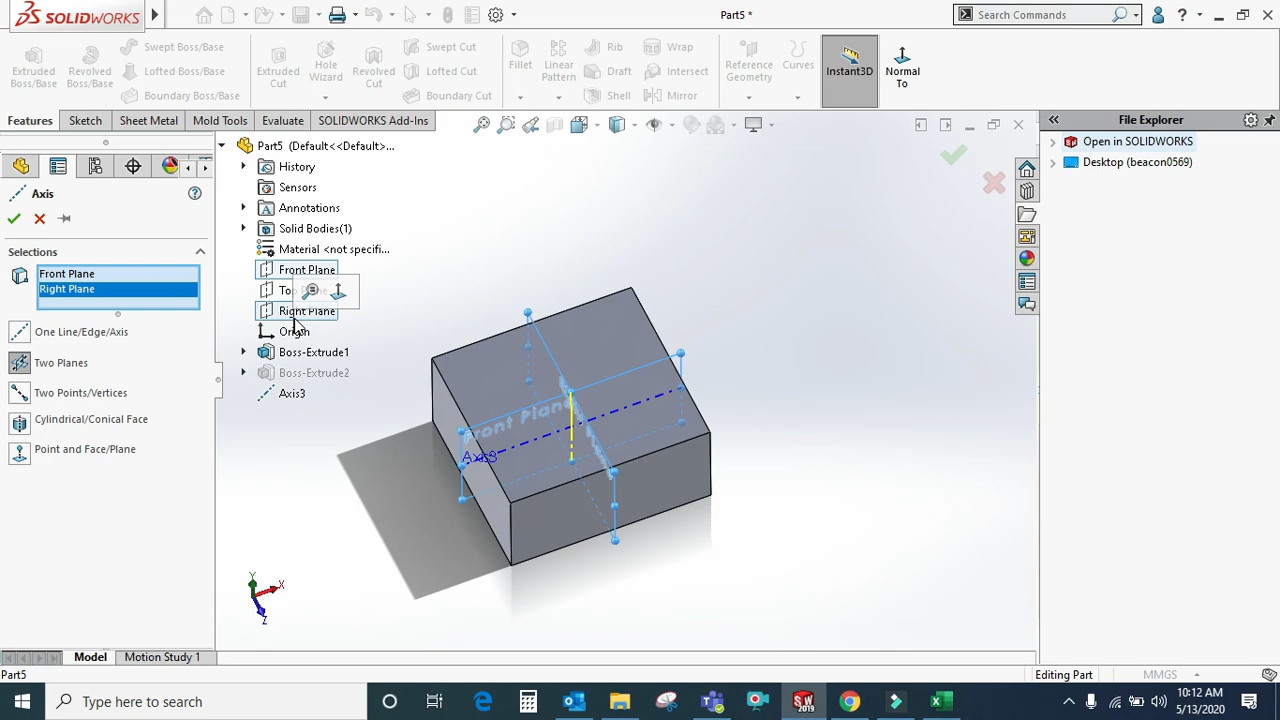 SOLIDWORKS
Part5 *
Search Commands
Extruded Boss/Base
Revolved Boss/Base
Swept Boss/Base
Lofted Boss/Base
Boundary Boss/Base
Extruded Cut
Hole Wizard
Revolved Cut
Swept Cut
Lofted Cut
Boundary Cut
Fillet
Linear Pattern
Rib
Draft
Shell
Wrap
Intersect
Mirror
Reference Geometry
Curves
Instant3D
Normal To
Features
Sketch
Sheet Metal
Mold Tools
Evaluate
SOLIDWORKS Add-Ins
File Explorer
Open in SOLIDWORKS
Desktop (beacon0569)
Axis
Selections
Front Plane
Right Plane
One Line/Edge/Axis
Two Planes
Two Points/Vertices
Cylindrical/Conical Face
Point and Face/Plane
Part5 (Default<<Default>...
History
Sensors
Annotations
Solid Bodies(1)
Material <not specifi...
Front Plane
Right Plane
Origin
Boss-Extrude1
Boss-Extrude2
Axis3
Front Plane
Axis3
Y
X
Z
Model
Motion Study 1
Part5
Editing Part
MMGS
Type here to search
SW
2019
10:12 AM
5/13/2020